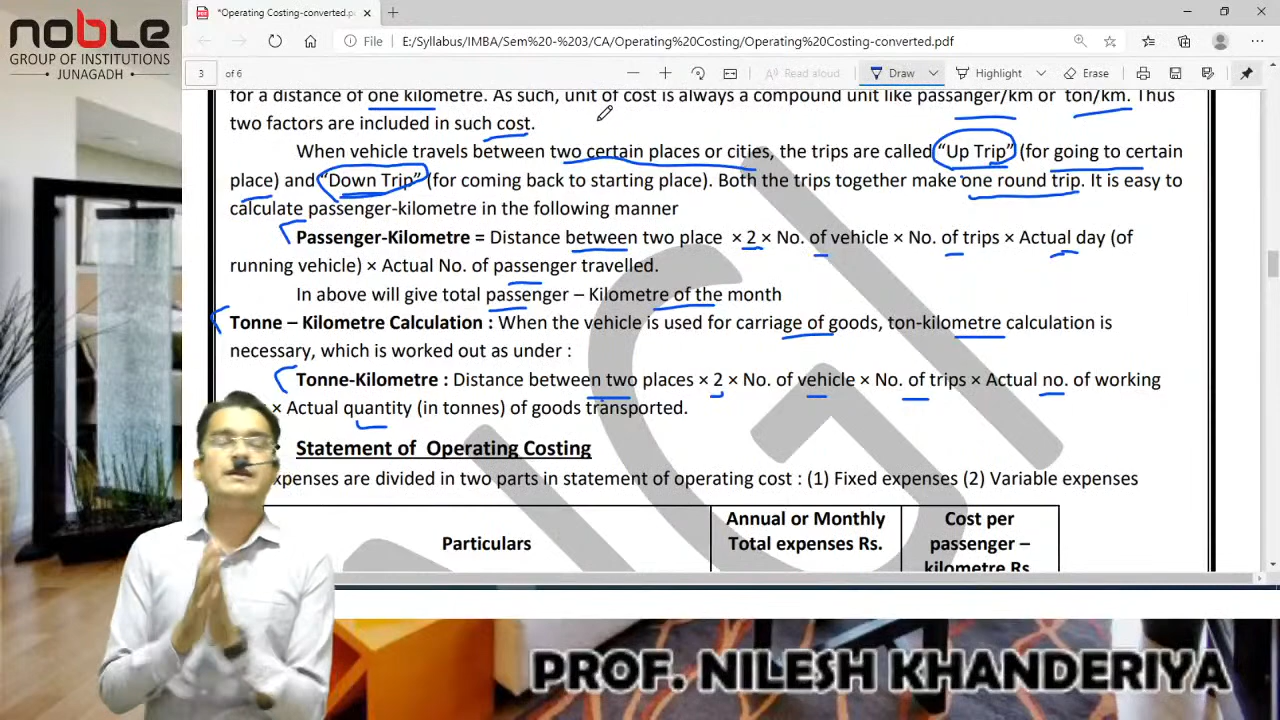 noble
GROUP OF INSTITUTIONS
JUNAGADH
*Operating Costing-converted.p
File
E:/Syllabus/IMBA/Sem%20-%203/CA/Operating%20Costing/Operating%20Costing-converted.pdf
3 of 6
Read aloud
Draw
Highlight
Erase
for a distance of one kilometre. As such, unit of cost is always a compound unit like passanger/km or ton/km. Thus
two factors are included in such cost.
When vehicle travels between two certain places or cities, the trips are called “Up Trip” (for going to certain
place) and “Down Trip” (for coming back to starting place). Both the trips together make one round trip. It is easy to
calculate passenger-kilometre in the following manner
Passenger-Kilometre = Distance between two place × 2 × No. of vehicle × No. of trips × Actual day (of
running vehicle) × Actual No. of passenger travelled.
In above will give total passenger – Kilometre of the month
Tonne – Kilometre Calculation : When the vehicle is used for carriage of goods, ton-kilometre calculation is
necessary, which is worked out as under :
Tonne-Kilometre : Distance between two places × 2 × No. of vehicle × No. of trips × Actual no. of working
× Actual quantity (in tonnes) of goods transported.
Statement of Operating Costing
xpenses are divided in two parts in statement of operating cost : (1) Fixed expenses (2) Variable expenses
Particulars
Annual or Monthly
Total expenses Rs.
Cost per
passenger –
kilometre Rs
NGI
PROF. NILESH KHANDERIYA